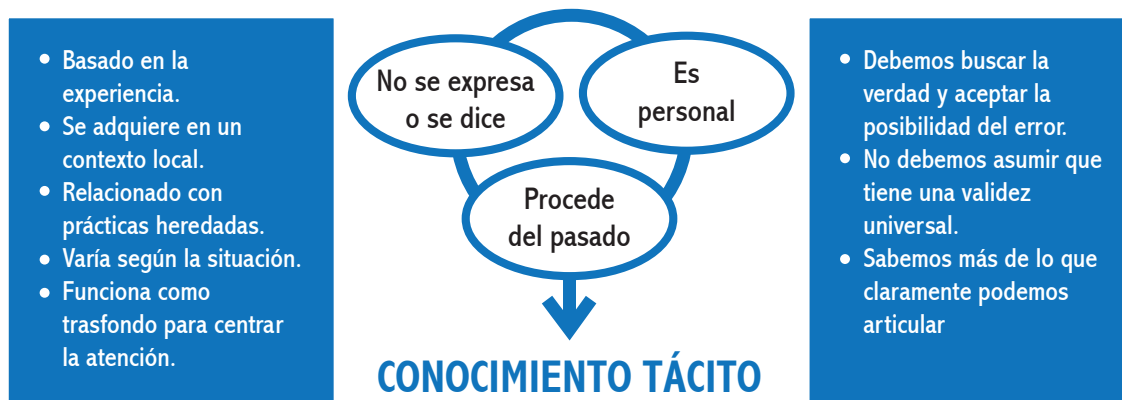 • Basado en la
experiencia.
• Se adquiere en un
contexto local.
• Relacionado con
prácticas heredadas.
• Varía según la situación.
• Funciona como
trasfondo para centrar
la atención.
No se expresa
o se dice
Es
personal
Procede
del pasado
CONOCIMIENTO TÁCITO
• Debemos buscar la
verdad y aceptar la
posibilidad del error.
• No debemos asumir que
tiene una validez
universal.
• Sabemos más de lo que
claramente podemos
articular